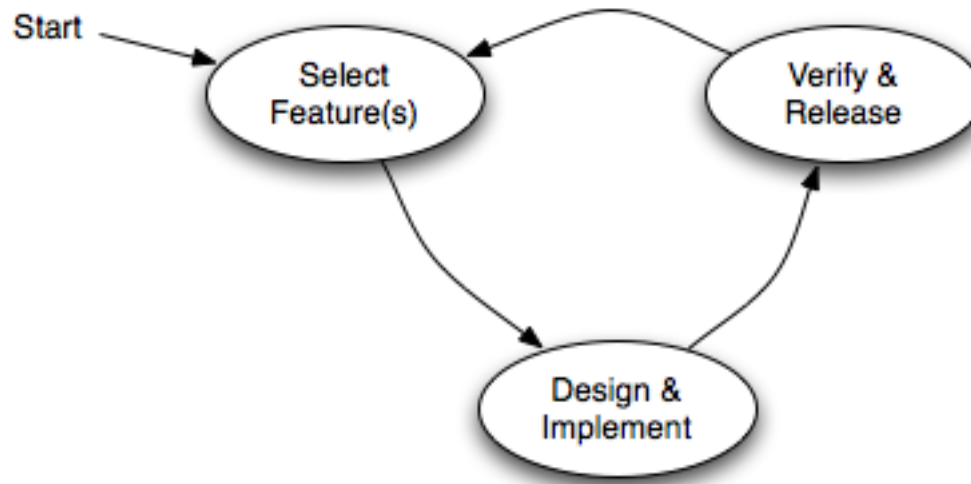 Start
Select
Feature(s)
Verify &
Release
Design &
Implement